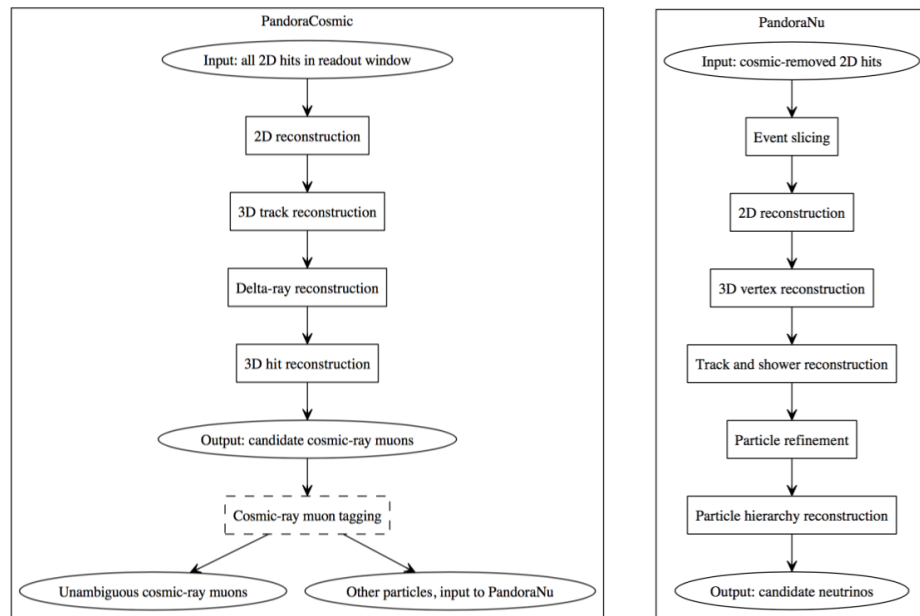 PandoraCosmic
Input: all 2D hits in readout window
2D reconstruction
3D track reconstruction
Delta-ray reconstruction
3D hit reconstruction
Output: candidate cosmic-ray muons
Cosmic-ray muon tagging
Unambiguous cosmic-ray muons
Other particles, input to PandoraNu
PandoraNu
Input: cosmic-removed 2D hits
Event slicing
2D reconstruction
3D vertex reconstruction
Track and shower reconstruction
Particle refinement
Particle hierarchy reconstruction
Output: candidate neutrinos